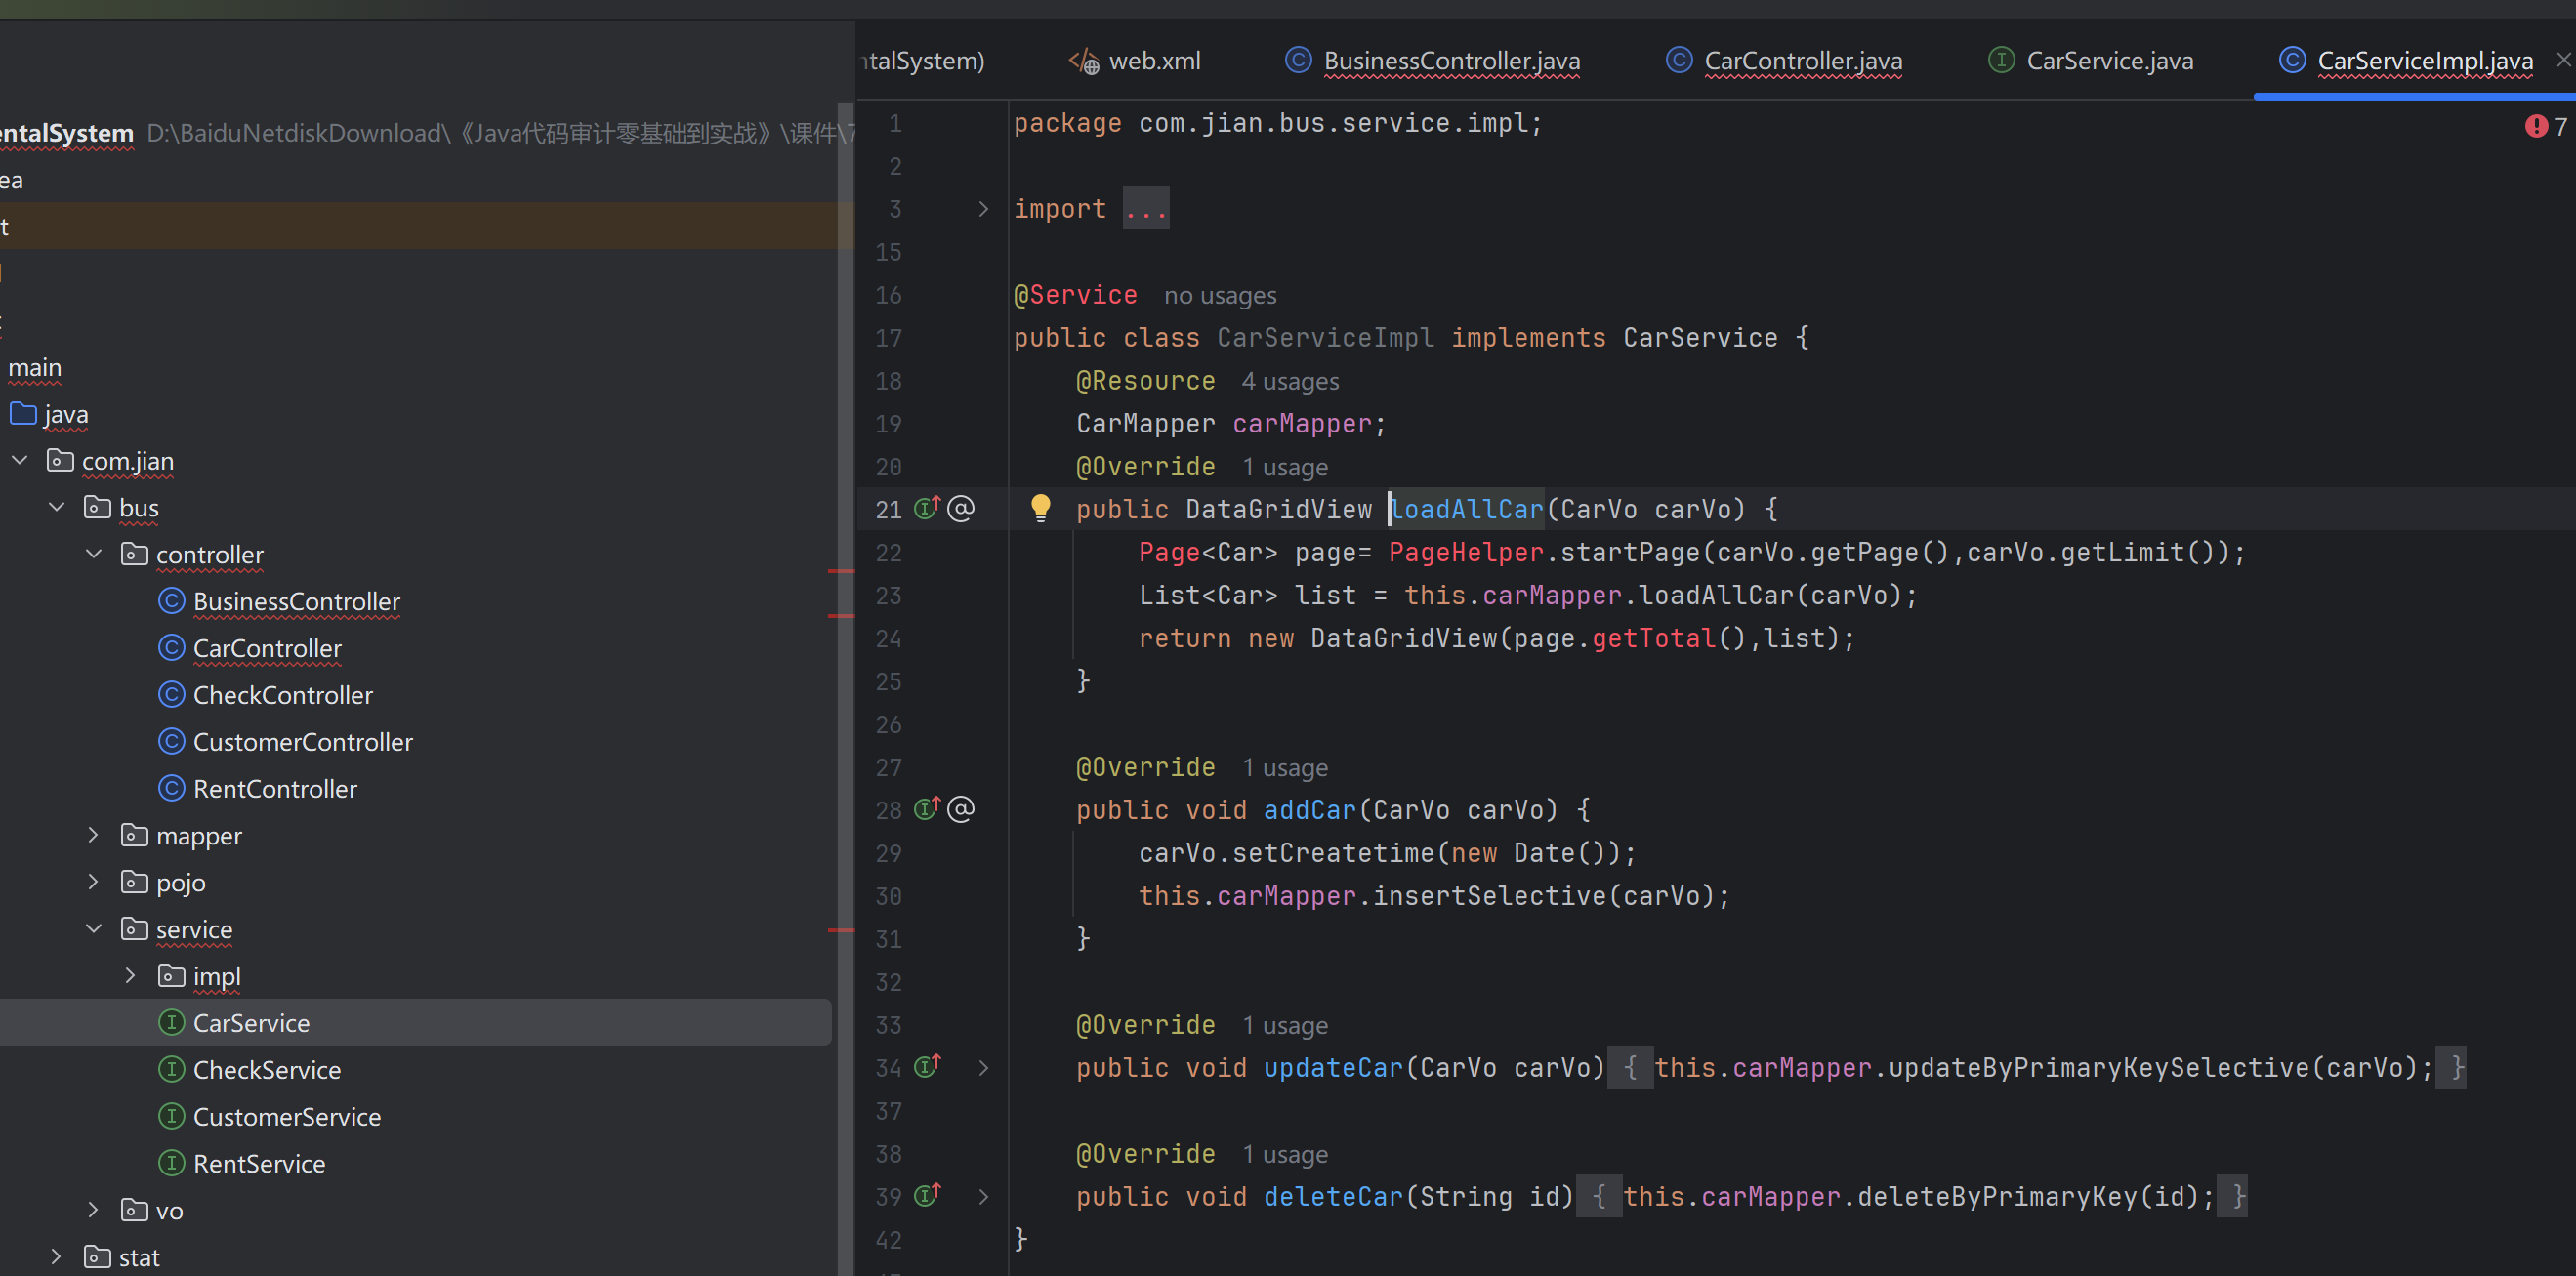 ntalSystem)
web.xml
BusinessController.java
CarController.java
CarService.java
CarServiceImpl.java
entalSystem D:\BaiduNetdiskDownload\《Java代码审计零基础到实战》\课件\7
ea
t
main
java
com.jian
bus
controller
BusinessController
CarController
CheckController
CustomerController
RentController
mapper
pojo
service
impl
CarService
CheckService
CustomerService
RentService
vo
stat
7
1 package com.jian.bus.service.impl;
2
3 import ...
15
16 @Service no usages
17 public class CarServiceImpl implements CarService {
18 @Resource 4 usages
19 CarMapper carMapper;
20 @Override 1 usage
21 public DataGridView loadAllCar(CarVo carVo) {
22 Page<Car> page= PageHelper.startPage(carVo.getPage(),carVo.getLimit());
23 List<Car> list = this.carMapper.loadAllCar(carVo);
24 return new DataGridView(page.getTotal(),list);
25 }
26
27 @Override 1 usage
28 public void addCar(CarVo carVo) {
29 carVo.setCreatetime(new Date());
30 this.carMapper.insertSelective(carVo);
31 }
32
33 @Override 1 usage
34 public void updateCar(CarVo carVo) { this.carMapper.updateByPrimaryKeySelective(carVo); }
37
38 @Override 1 usage
39 public void deleteCar(String id) { this.carMapper.deleteByPrimaryKey(id); }
42 }